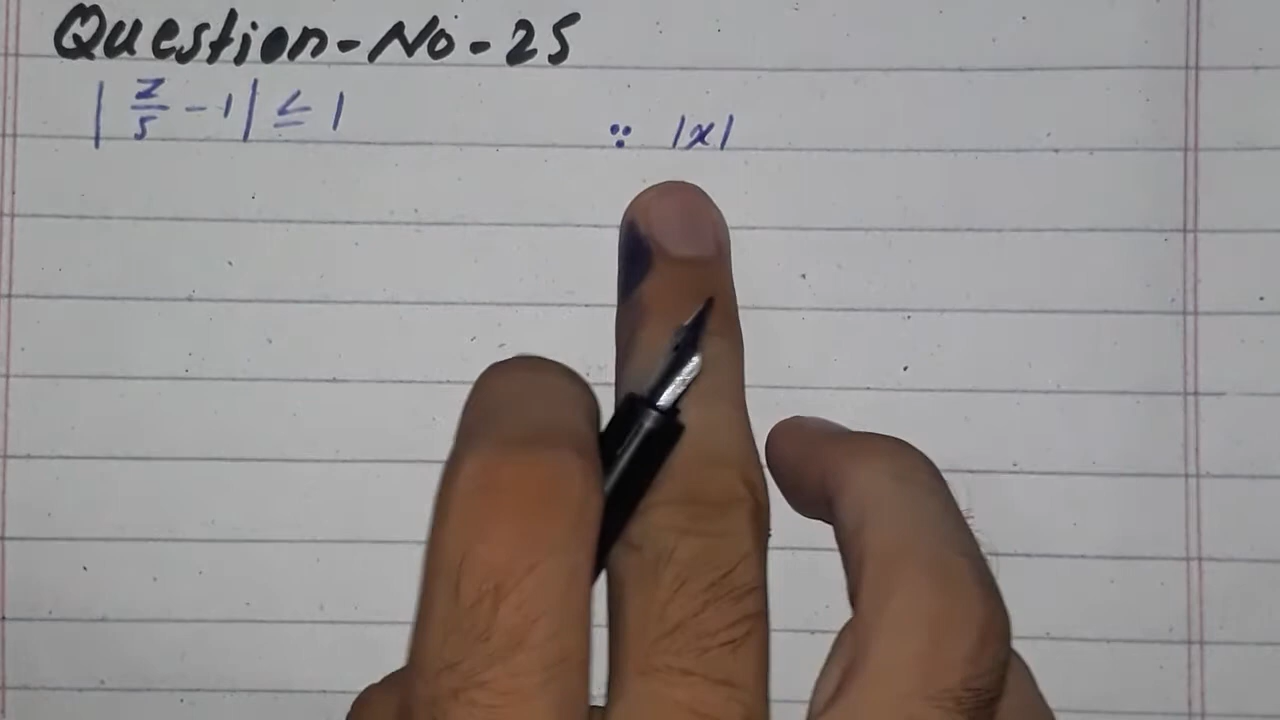 Question-No-25
| z/5 - 1 | ≤ 1
∵ |x|